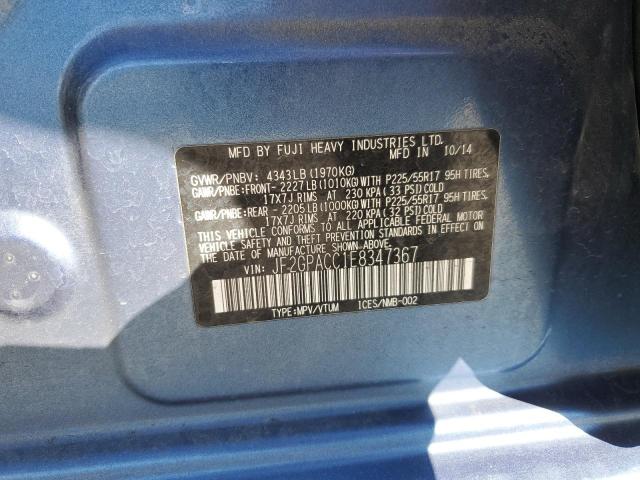 MFD BY FUJI HEAVY INDUSTRIES LTD.
10/14
GVWR/PNBV: 4343LB(1970KG)
GAWR/PNBE:FRONT- 2227LB(1010KG)WITH P225/55R17 95H TIRES,
17X7J RIMS AT 230 KPA(33 PSI)COLD
GAWR/PNBE:REAR - 2205LB(1000KG)WITH P225/55R17 95H TIRES,
17X7J RIMS AT 220 KPA(32 PSI)COLD
THIS VEHICLE CONFORMS TO ALL APPLICABLE FEDERAL MOTOR
VEHICLE SAFETY AND THEFT PREVENTION STANDARDS IN EFFECT
ON THE DATE OF MANUFACTURE SHOWN ABOVE.
VIN: JF2GPACC1F8347367
TYPE:MPV/VTUM ICES/NMB-002